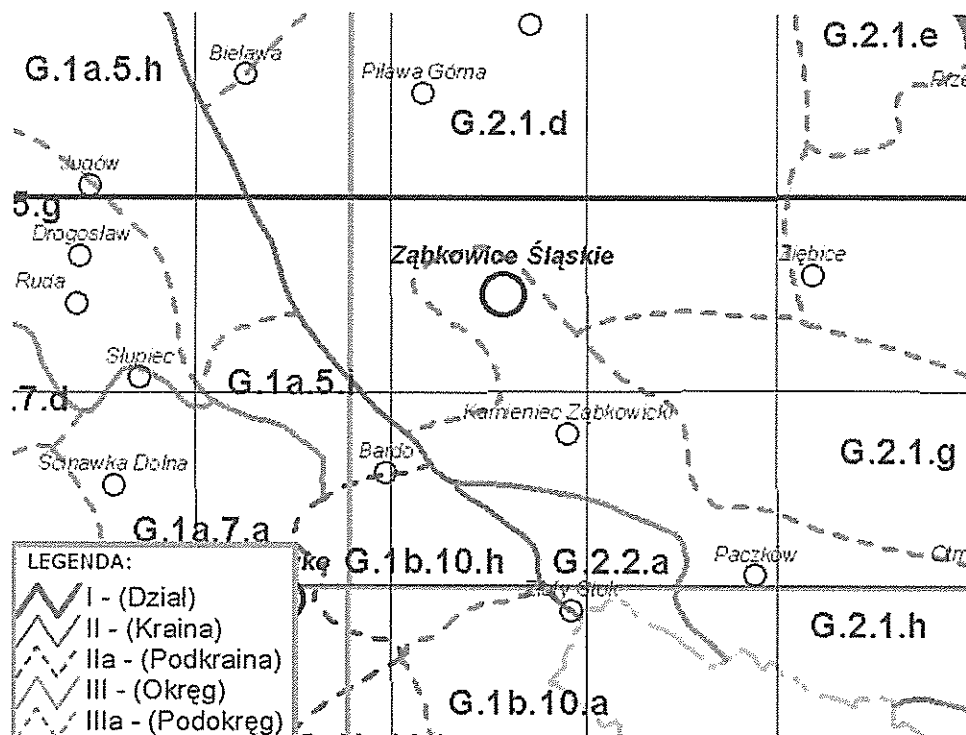 G.2.1.e
Bielawa
G.1a.5.h
Piława Górna
G.2.1.d
Jugów
5.g
Drogosław
Ząbkowice Śląskie
Ziębice
Ruda
Słupiec
G.1a.5.i
.7.d
Kamieniec Ząbkowicki
Bardo
G.2.1.g
Ścinawka Dolna
G.1a.7.a
G.1b.10.h
G.2.2.a
Paczków
Złoty Stok
G.2.1.h
G.1b.10.a
LEGENDA:
I - (Dział)
II - (Kraina)
IIa - (Podkraina)
III - (Okręg)
IIIa - (Podokręg)